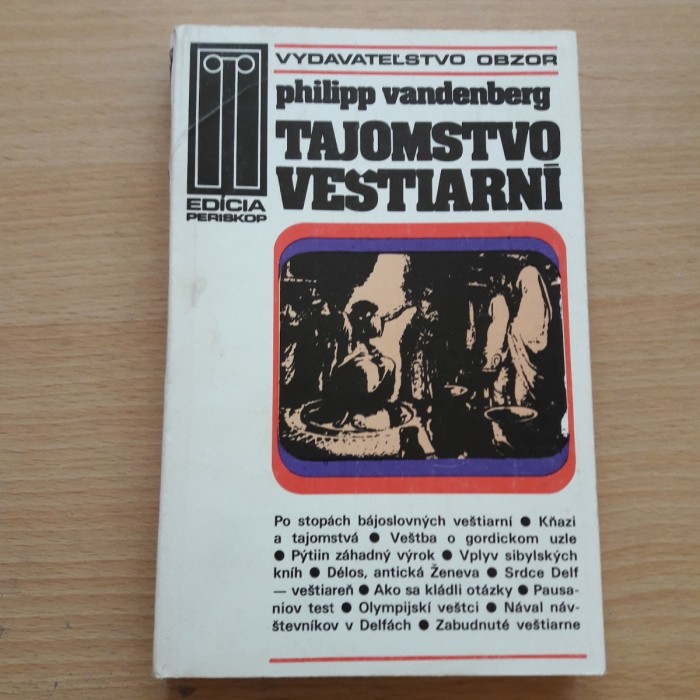 VYDAVATEĽSTVO OBZOR
philipp vandenberg
TAJOMSTVO
VEŠTIARNÍ
EDÍCIA
PERISKOP
Po stopách bájoslovných veštiarní ● Kňazi
a tajomstvá ● Veštba o gordickom uzle
● Pýtiin záhadný výrok ● Vplyv sibylských
kníh ● Délos, antická Ženeva ● Srdce Delf
— veštiareň ● Ako sa kládli otázky ● Pausa-
niov test ● Olympijskí veštci ● Nával náv-
števníkov v Delfách ● Zabudnuté veštiarne